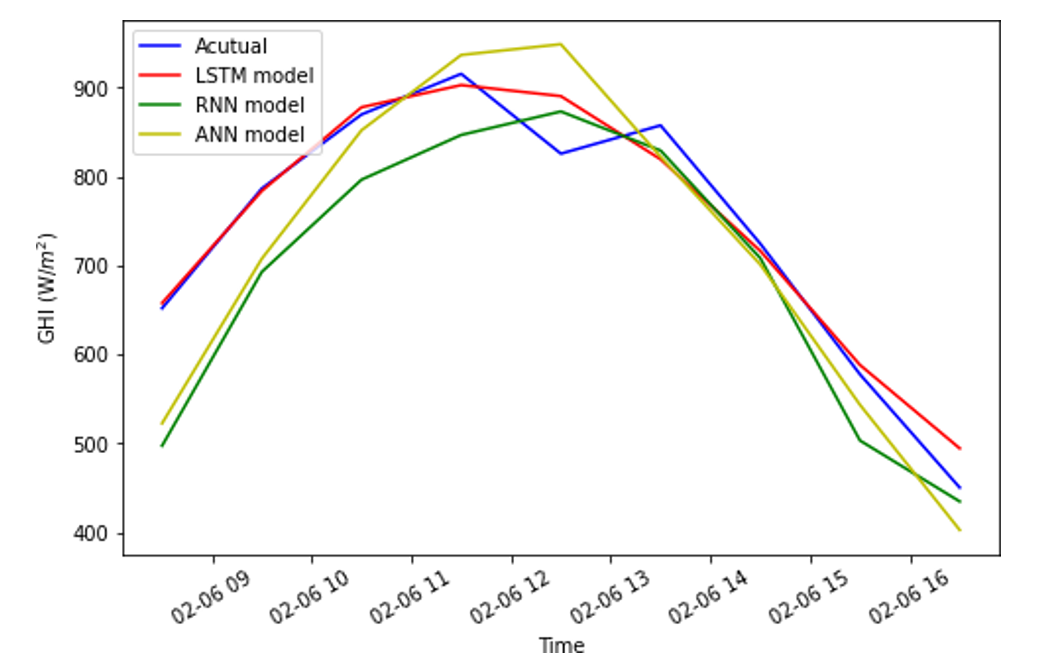 Acutual
LSTM model
RNN model
ANN model
900
800
700
600
500
400
GHI (W/m²)
02-06 09
02-06 10
02-06 11
02-06 12
02-06 13
02-06 14
02-06 15
02-06 16
Time